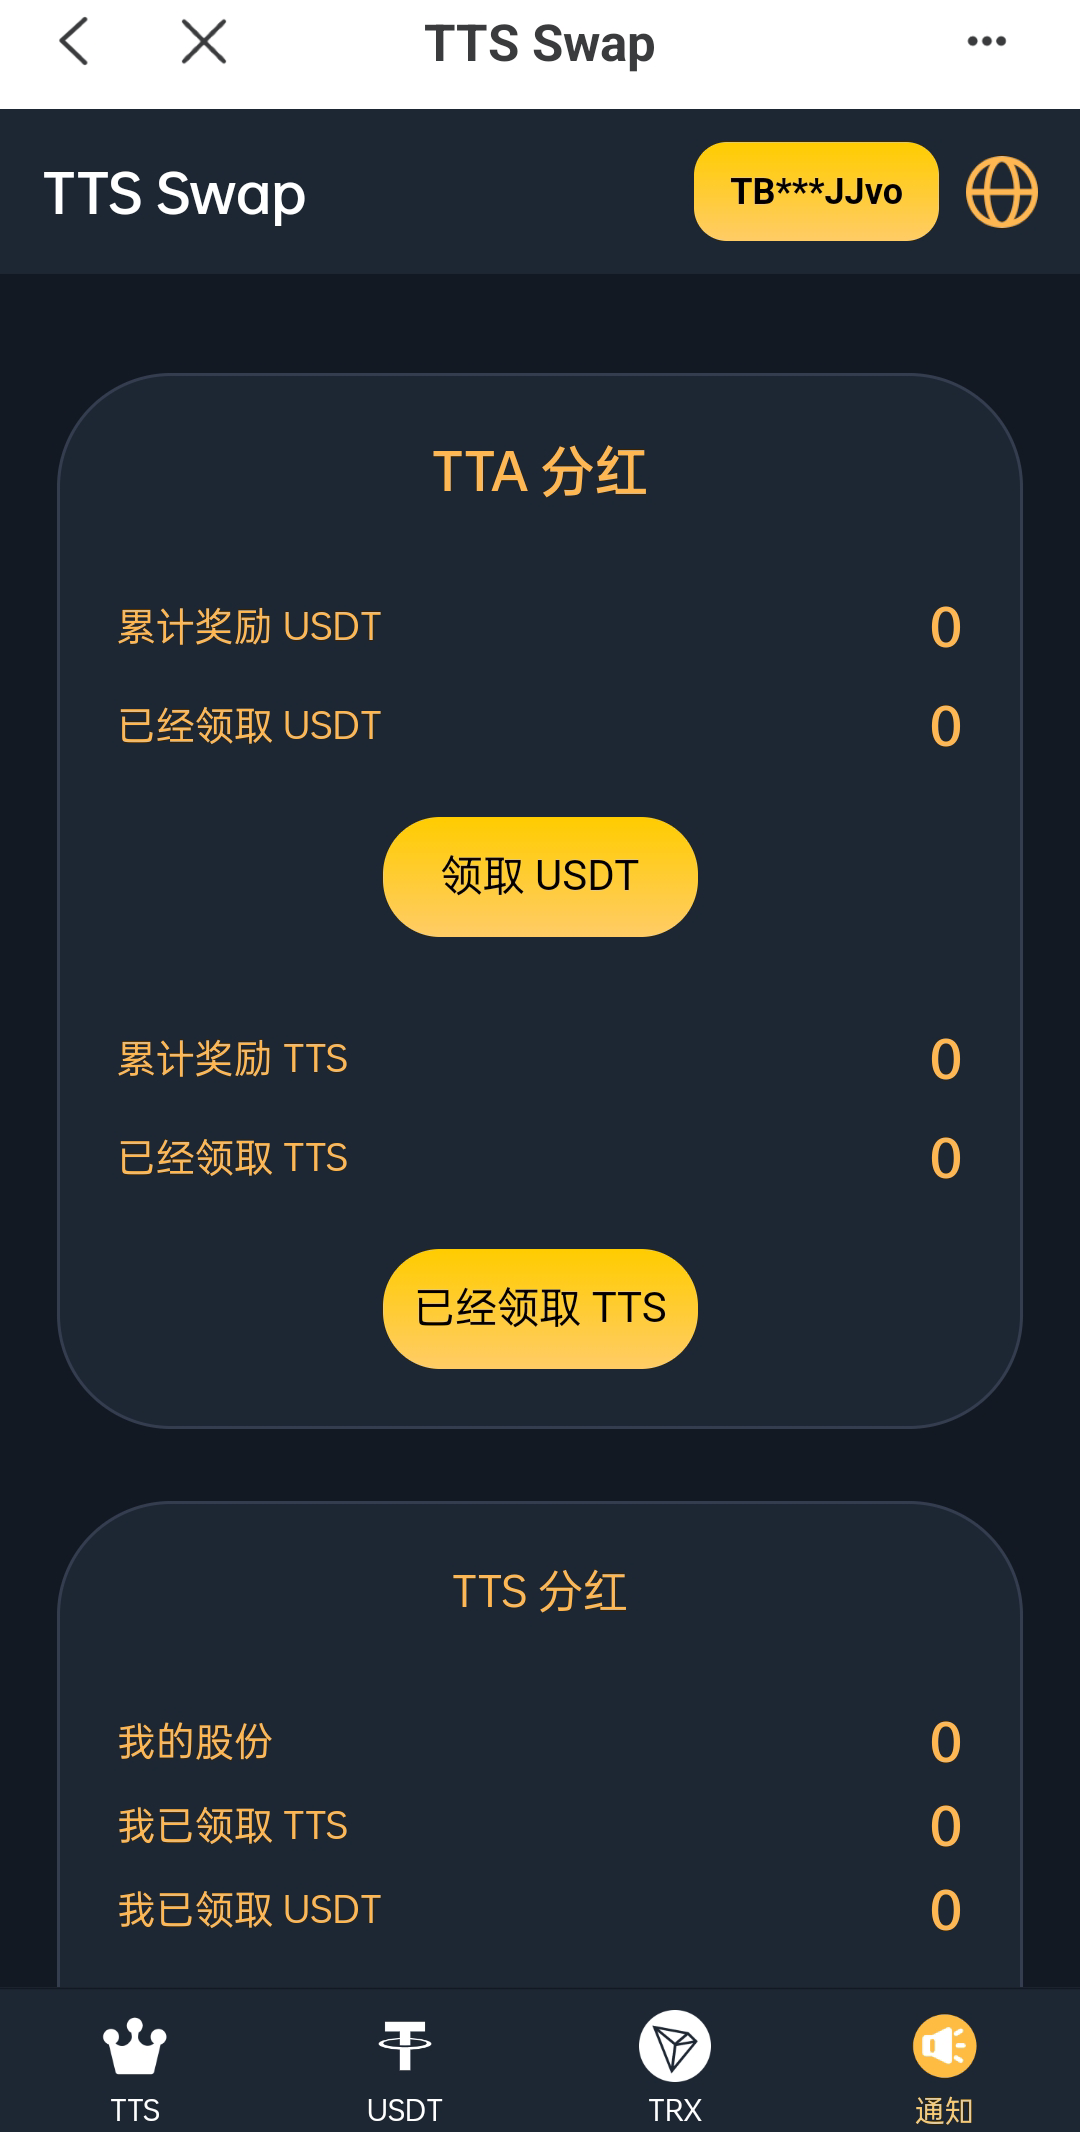 TTS Swap
TTS Swap
TB***JJvo
TTA 分红
累计奖励 USDT 0
已经领取 USDT 0
领取 USDT
累计奖励 TTS 0
已经领取 TTS 0
已经领取 TTS
TTS 分红
我的股份 0
我已领取 TTS 0
我已领取 USDT 0
TTS USDT TRX 通知